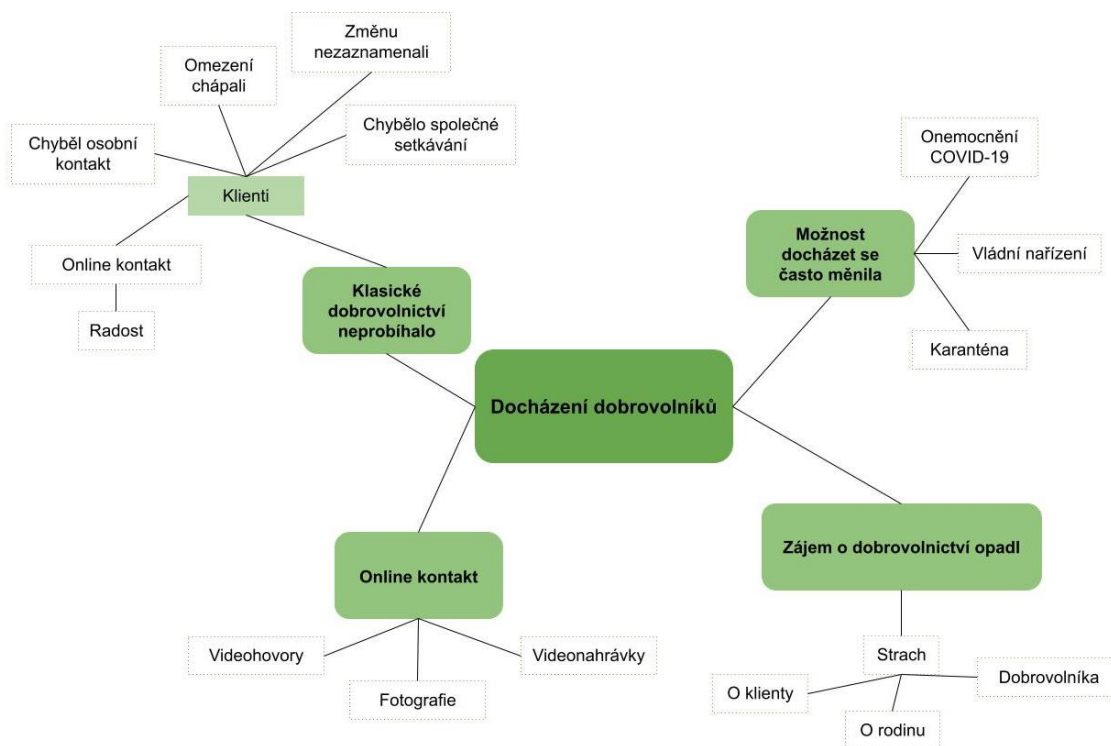 Změnu
nezaznamenali
Omezení
chápali
Chybělo společné
setkávání
Chyběl osobní
kontakt
Klienti
Online kontakt
Radost
Klasické
dobrovolnictví
neprobíhalo
Onemocnění
COVID-19
Možnost
docházet se
často měnila
Vládní nařízení
Karanténa
Docházení dobrovolníků
Online kontakt
Videohovory
Fotografie
Videonahrávky
Zájem o dobrovolnictví opadl
Strach
O klienty
O rodinu
Dobrovolníka